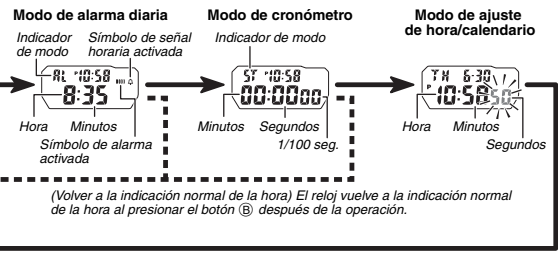 Modo de alarma diaria
Indicador de modo
Símbolo de señal horaria activada
AL P10:58
8:35
Hora
Minutos
Símbolo de alarma activada
Modo de cronómetro
Indicador de modo
ST P10:58
00:00 00
Minutos
Segundos
1/100 seg.
Modo de ajuste
de hora/calendario
TH 6-30
P 10:58 50
Hora
Minutos
Segundos
(Volver a la indicación normal de la hora) El reloj vuelve a la indicación normal
de la hora al presionar el botón Ⓑ después de la operación.